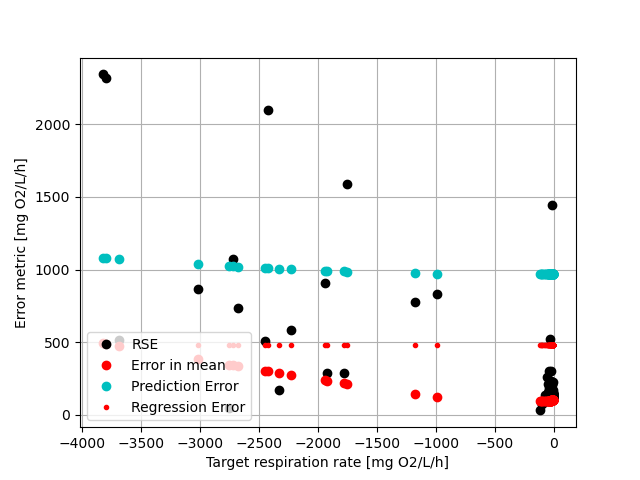 Error metric [mg O2/L/h]
2000
1500
1000
500
0
RSE
Error in mean
Prediction Error
Regression Error
−4000 −3500 −3000 −2500 −2000 −1500 −1000 −500 0
Target respiration rate [mg O2/L/h]